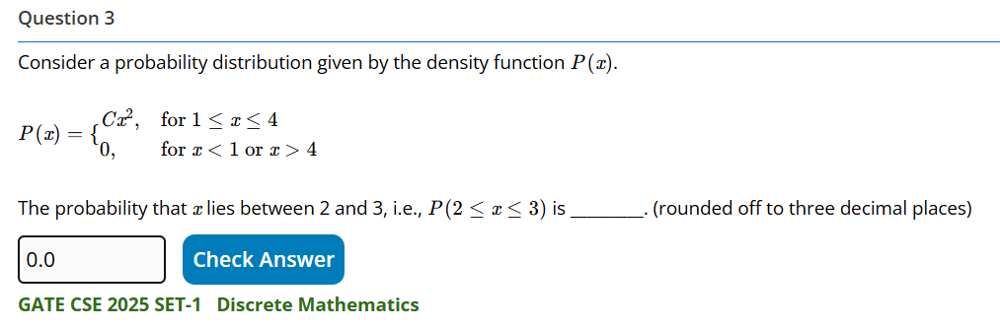 Question 3
Consider a probability distribution given by the density function P(x).
P(x) = { Cx², for 1 ≤ x ≤ 4
0, for x < 1 or x > 4
The probability that x lies between 2 and 3, i.e., P(2 ≤ x ≤ 3) is ________. (rounded off to three decimal places)
0.0 Check Answer
GATE CSE 2025 SET-1 Discrete Mathematics